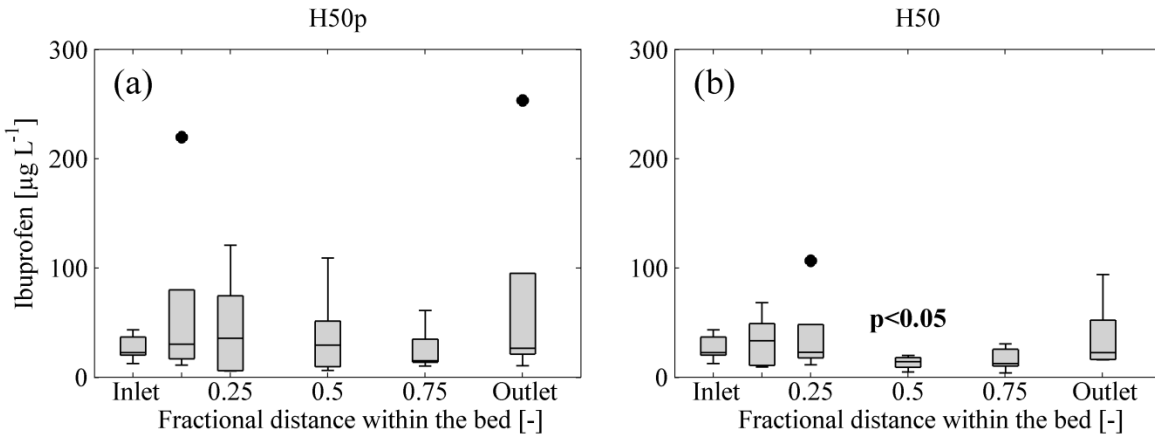 H50p
H50
(a)
(b)
300
200
100
0
300
200
100
0
Ibuprofen [µg L⁻¹]
p<0.05
Inlet 0.25 0.5 0.75 Outlet
Inlet 0.25 0.5 0.75 Outlet
Fractional distance within the bed [-]
Fractional distance within the bed [-]